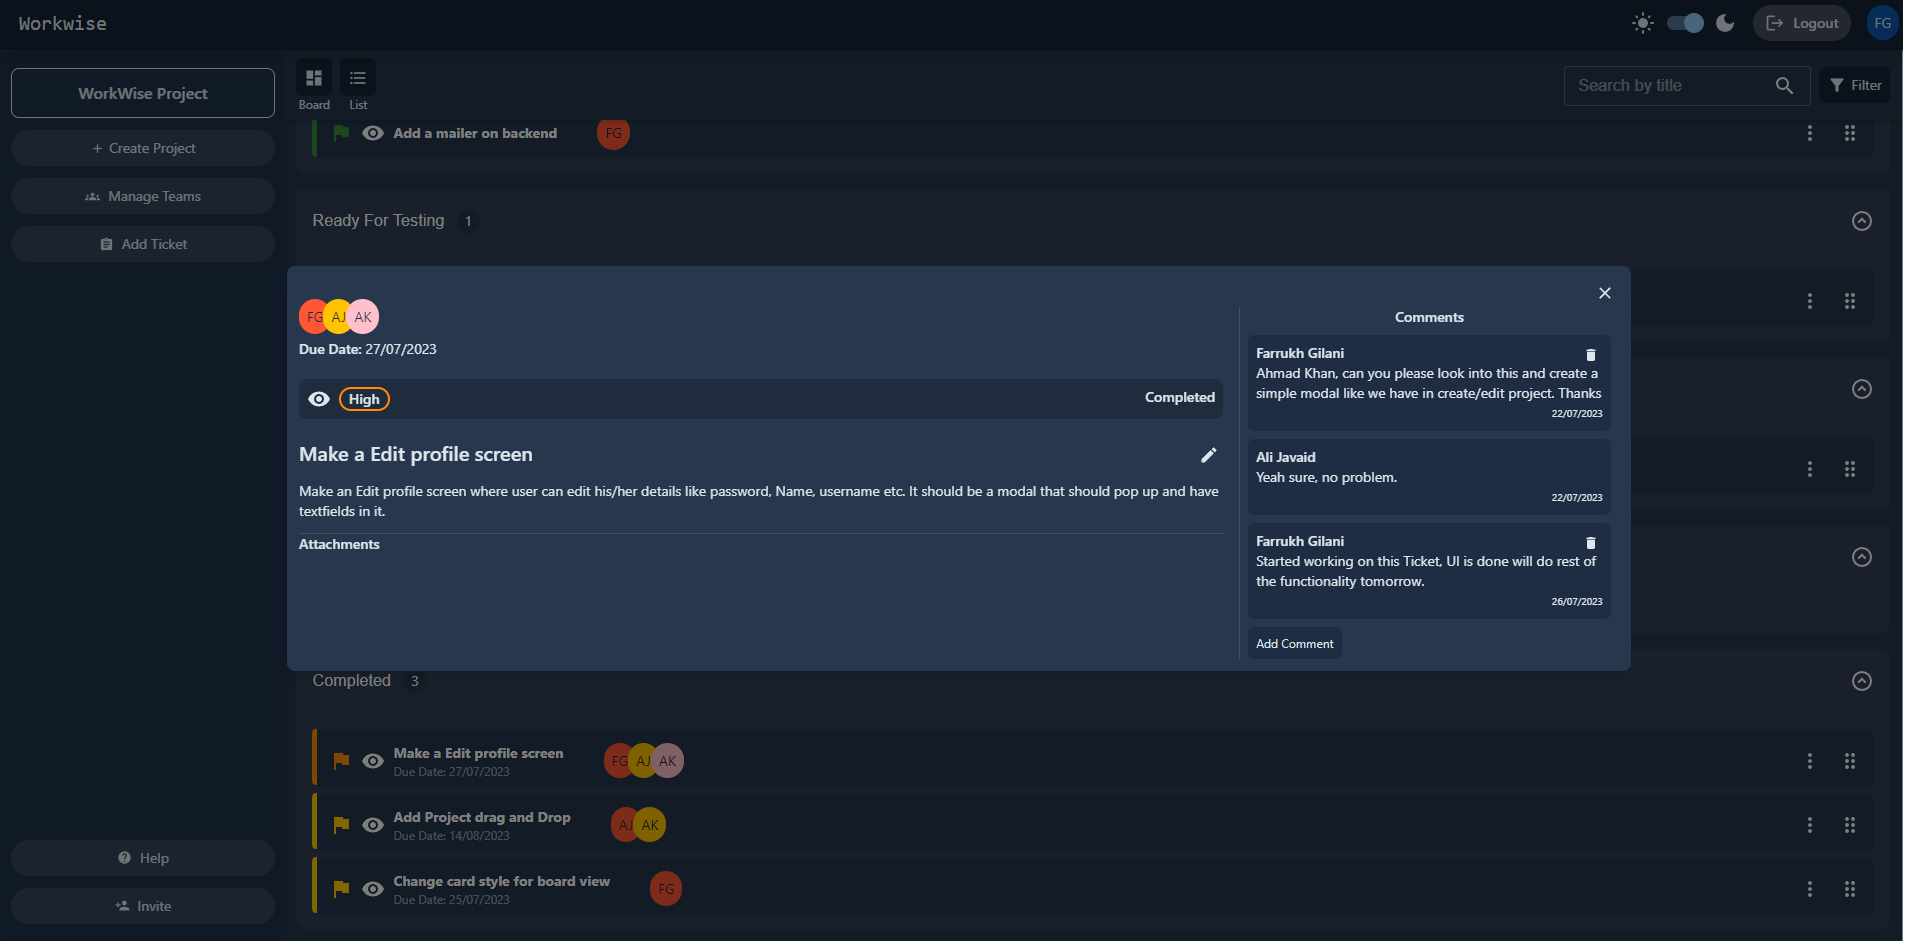 Workwise
Logout
FG
WorkWise Project
+ Create Project
Manage Teams
Add Ticket
Help
Invite
Board
List
Search by title
Filter
Add a mailer on backend
FG
Ready For Testing 1
FG AJ AK
Due Date: 27/07/2023
High
Completed
Make a Edit profile screen
Make an Edit profile screen where user can edit his/her details like password, Name, username etc. It should be a modal that should pop up and have
textfields in it.
Attachments
Comments
Farrukh Gilani
Ahmad Khan, can you please look into this and create a
simple modal like we have in create/edit project. Thanks
22/07/2023
Ali Javaid
Yeah sure, no problem.
22/07/2023
Farrukh Gilani
Started working on this Ticket, UI is done will do rest of
the functionality tomorrow.
26/07/2023
Add Comment
Completed 3
Make a Edit profile screen
Due Date: 27/07/2023
FG AJ AK
Add Project drag and Drop
Due Date: 14/08/2023
AJ AK
Change card style for board view
Due Date: 25/07/2023
FG